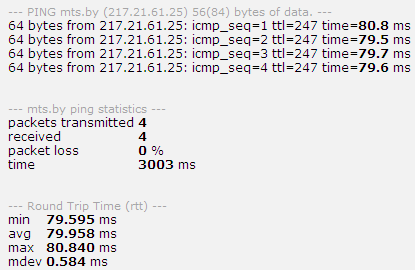 --- PING mts.by (217.21.61.25) 56(84) bytes of data. ---
64 bytes from 217.21.61.25: icmp_seq=1 ttl=247 time=80.8 ms
64 bytes from 217.21.61.25: icmp_seq=2 ttl=247 time=79.5 ms
64 bytes from 217.21.61.25: icmp_seq=3 ttl=247 time=79.7 ms
64 bytes from 217.21.61.25: icmp_seq=4 ttl=247 time=79.6 ms
--- mts.by ping statistics ---
packets transmitted 4
received 4
packet loss 0 %
time 3003 ms
--- Round Trip Time (rtt) ---
min 79.595 ms
avg 79.958 ms
max 80.840 ms
mdev 0.584 ms